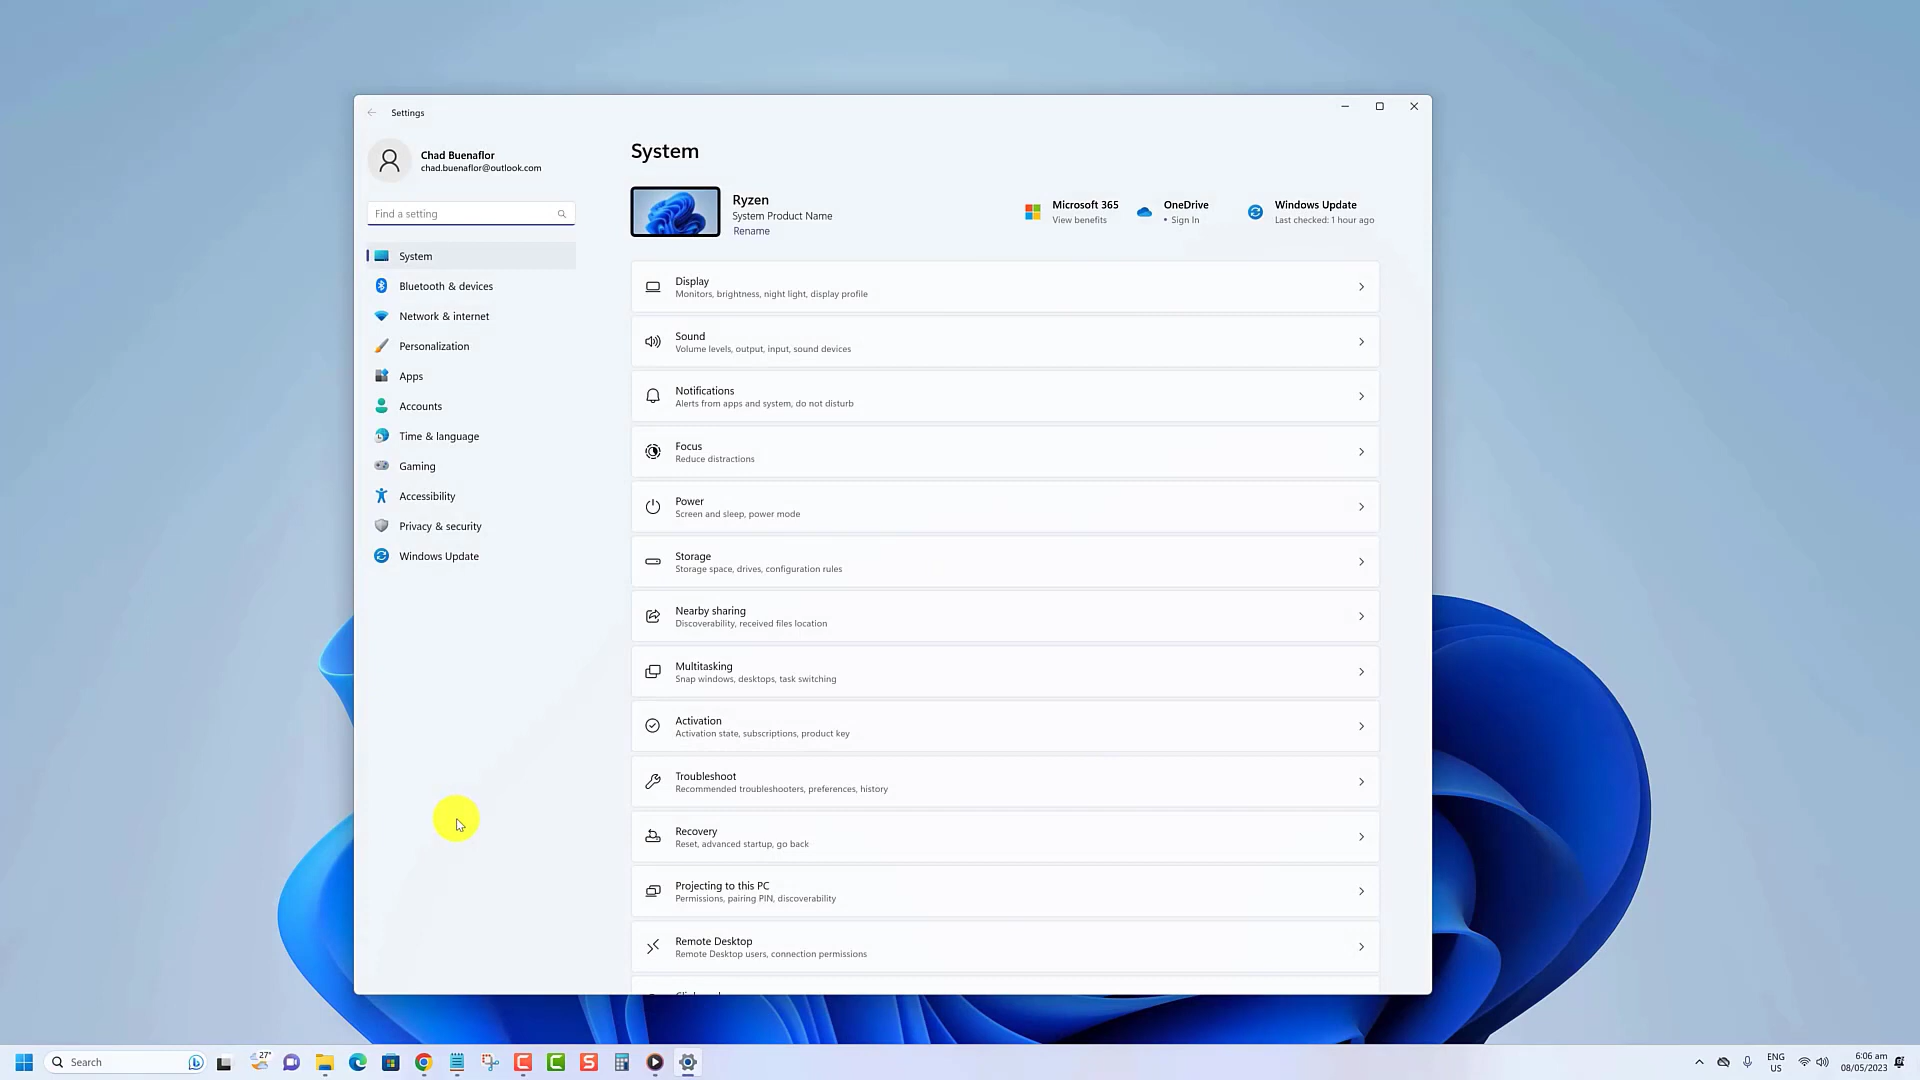 Settings
Chad Buenaflor
chad.buenaflor@outlook.com
Find a setting
System
Bluetooth & devices
Network & internet
Personalization
Apps
Accounts
Time & language
Gaming
Accessibility
Privacy & security
Windows Update
System
Ryzen
System Product Name
Rename
Microsoft 365
View benefits
OneDrive
• Sign In
Windows Update
Last checked: 1 hour ago
Display
Monitors, brightness, night light, display profile
Sound
Volume levels, output, input, sound devices
Notifications
Alerts from apps and system, do not disturb
Focus
Reduce distractions
Power
Screen and sleep, power mode
Storage
Storage space, drives, configuration rules
Nearby sharing
Discoverability, received files location
Multitasking
Snap windows, desktops, task switching
Activation
Activation state, subscriptions, product key
Troubleshoot
Recommended troubleshooters, preferences, history
Recovery
Reset, advanced startup, go back
Projecting to this PC
Permissions, pairing PIN, discoverability
Remote Desktop
Remote Desktop users, connection permissions
Search
27°
ENG
US
6:06 am
08/05/2023